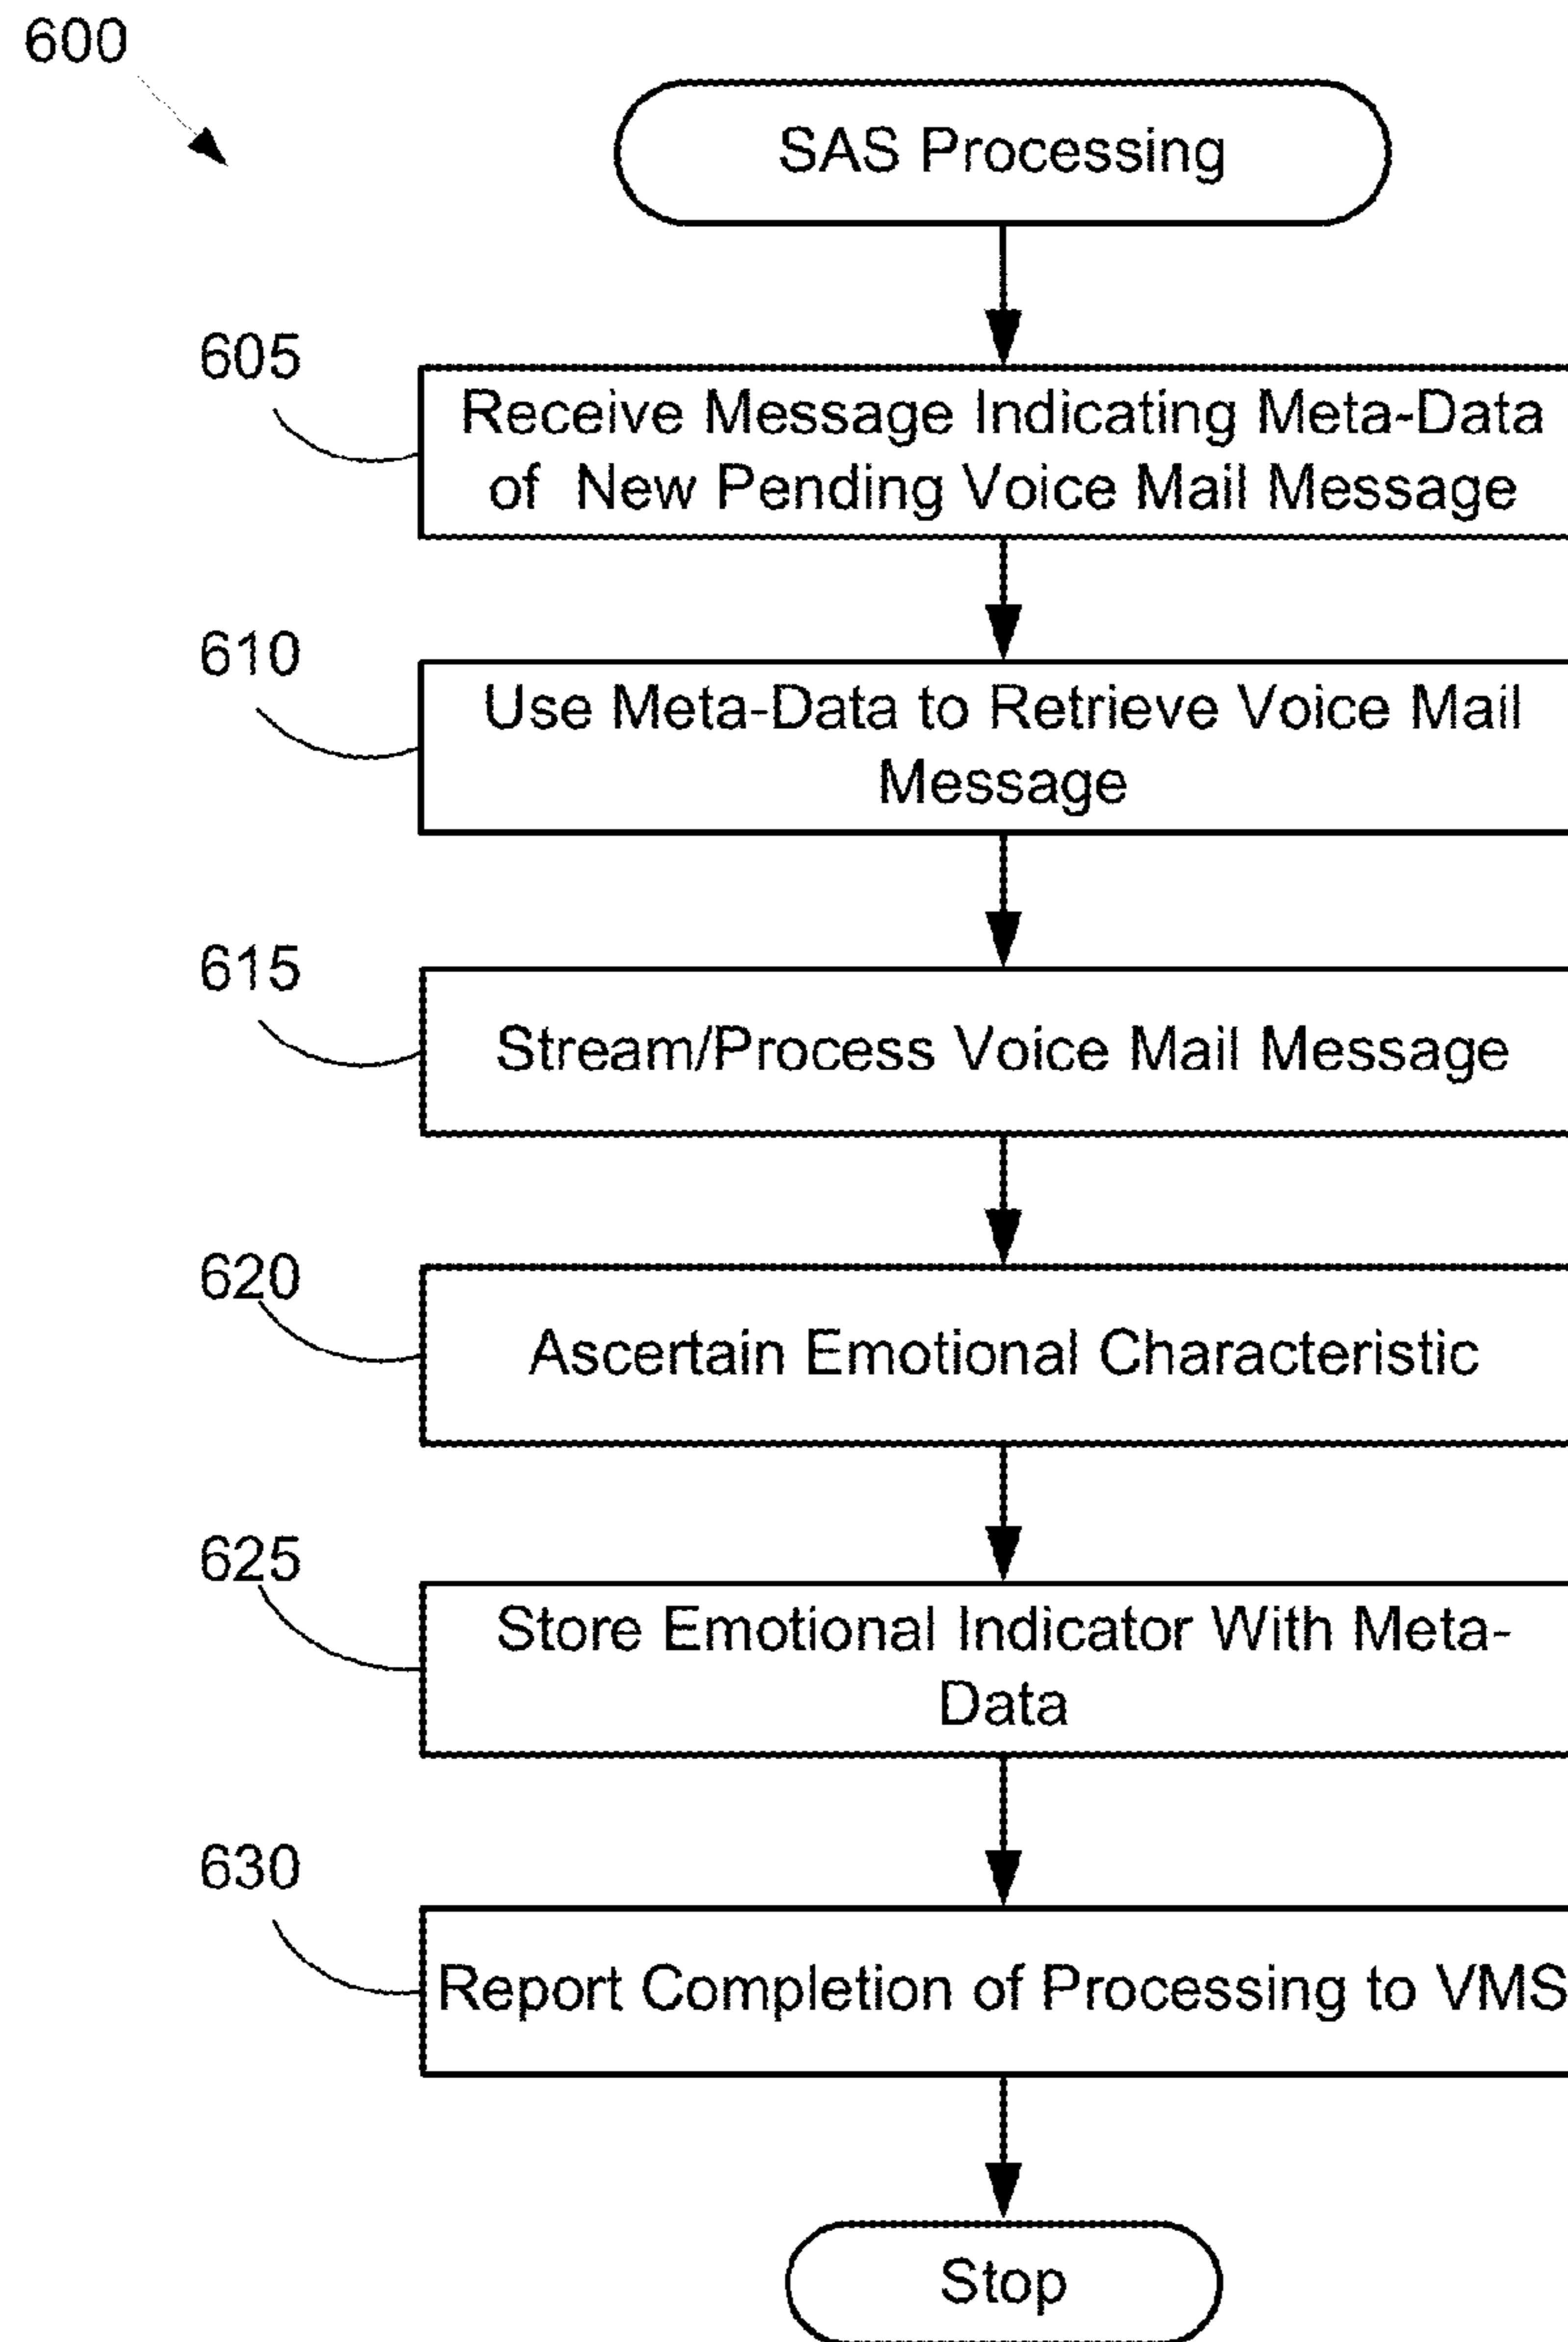 600
SAS Processing
605
Receive Message Indicating Meta-Data
of New Pending Voice Mail Message
610
Use Meta-Data to Retrieve Voice Mail
Message
615
Stream/Process Voice Mail Message
620
Ascertain Emotional Characteristic
625
Store Emotional Indicator With Meta-
Data
630
Report Completion of Processing to VMS
Stop